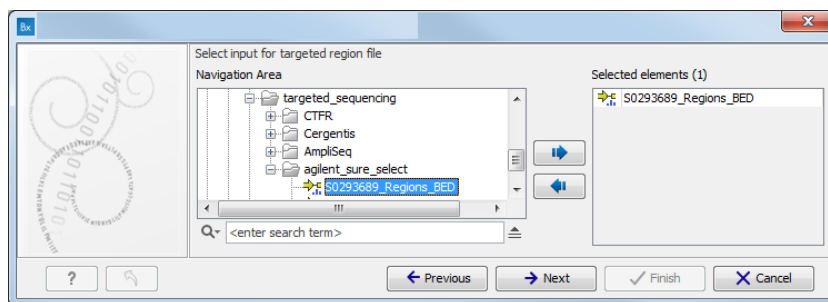 Bx
Select input for targeted region file
Navigation Area
targeted_sequencing
CTFR
Cergentis
AmpliSeq
agilent_sure_select
S0293689_Regions_BED
<enter search term>
Selected elements (1)
S0293689_Regions_BED
?
Previous
Next
Finish
Cancel